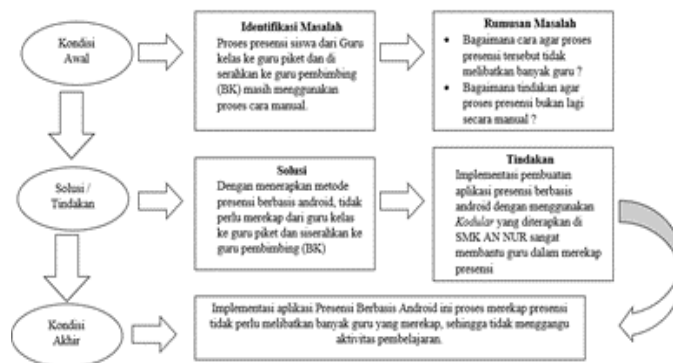 Kondisi
Awal
Identifikasi Masalah
Proses presensi siswa dari Guru
kelas ke guru piket dan di
serahkan ke guru pembimbing
(BK) masih menggunakan
proses cara manual.
Rumusan Masalah
• Bagaimana cara agar proses
presensi tersebut tidak
melibatkan banyak guru ?
• Bagaimana tindakan agar
proses presensi bukan lagi
secara manual ?
Solusi /
Tindakan
Solusi
Dengan menerapkan metode
presensi berbasis android, tidak
perlu merekap dari guru kelas
ke guru piket dan siserahkan ke
guru pembimbing (BK)
Tindakan
Implementasi pembuatan
aplikasi presensi berbasis
android dengan menggunakan
Kodular yang diterapkan di
SMK AN NUR sangat
membantu guru dalam merekap
presensi
Kondisi
Akhir
Implementasi aplikasi Presensi Berbasis Android ini proses merekap presensi
tidak perlu melibatkan banyak guru yang merekap, sehingga tidak menggangu
aktivitas pembelajaran.